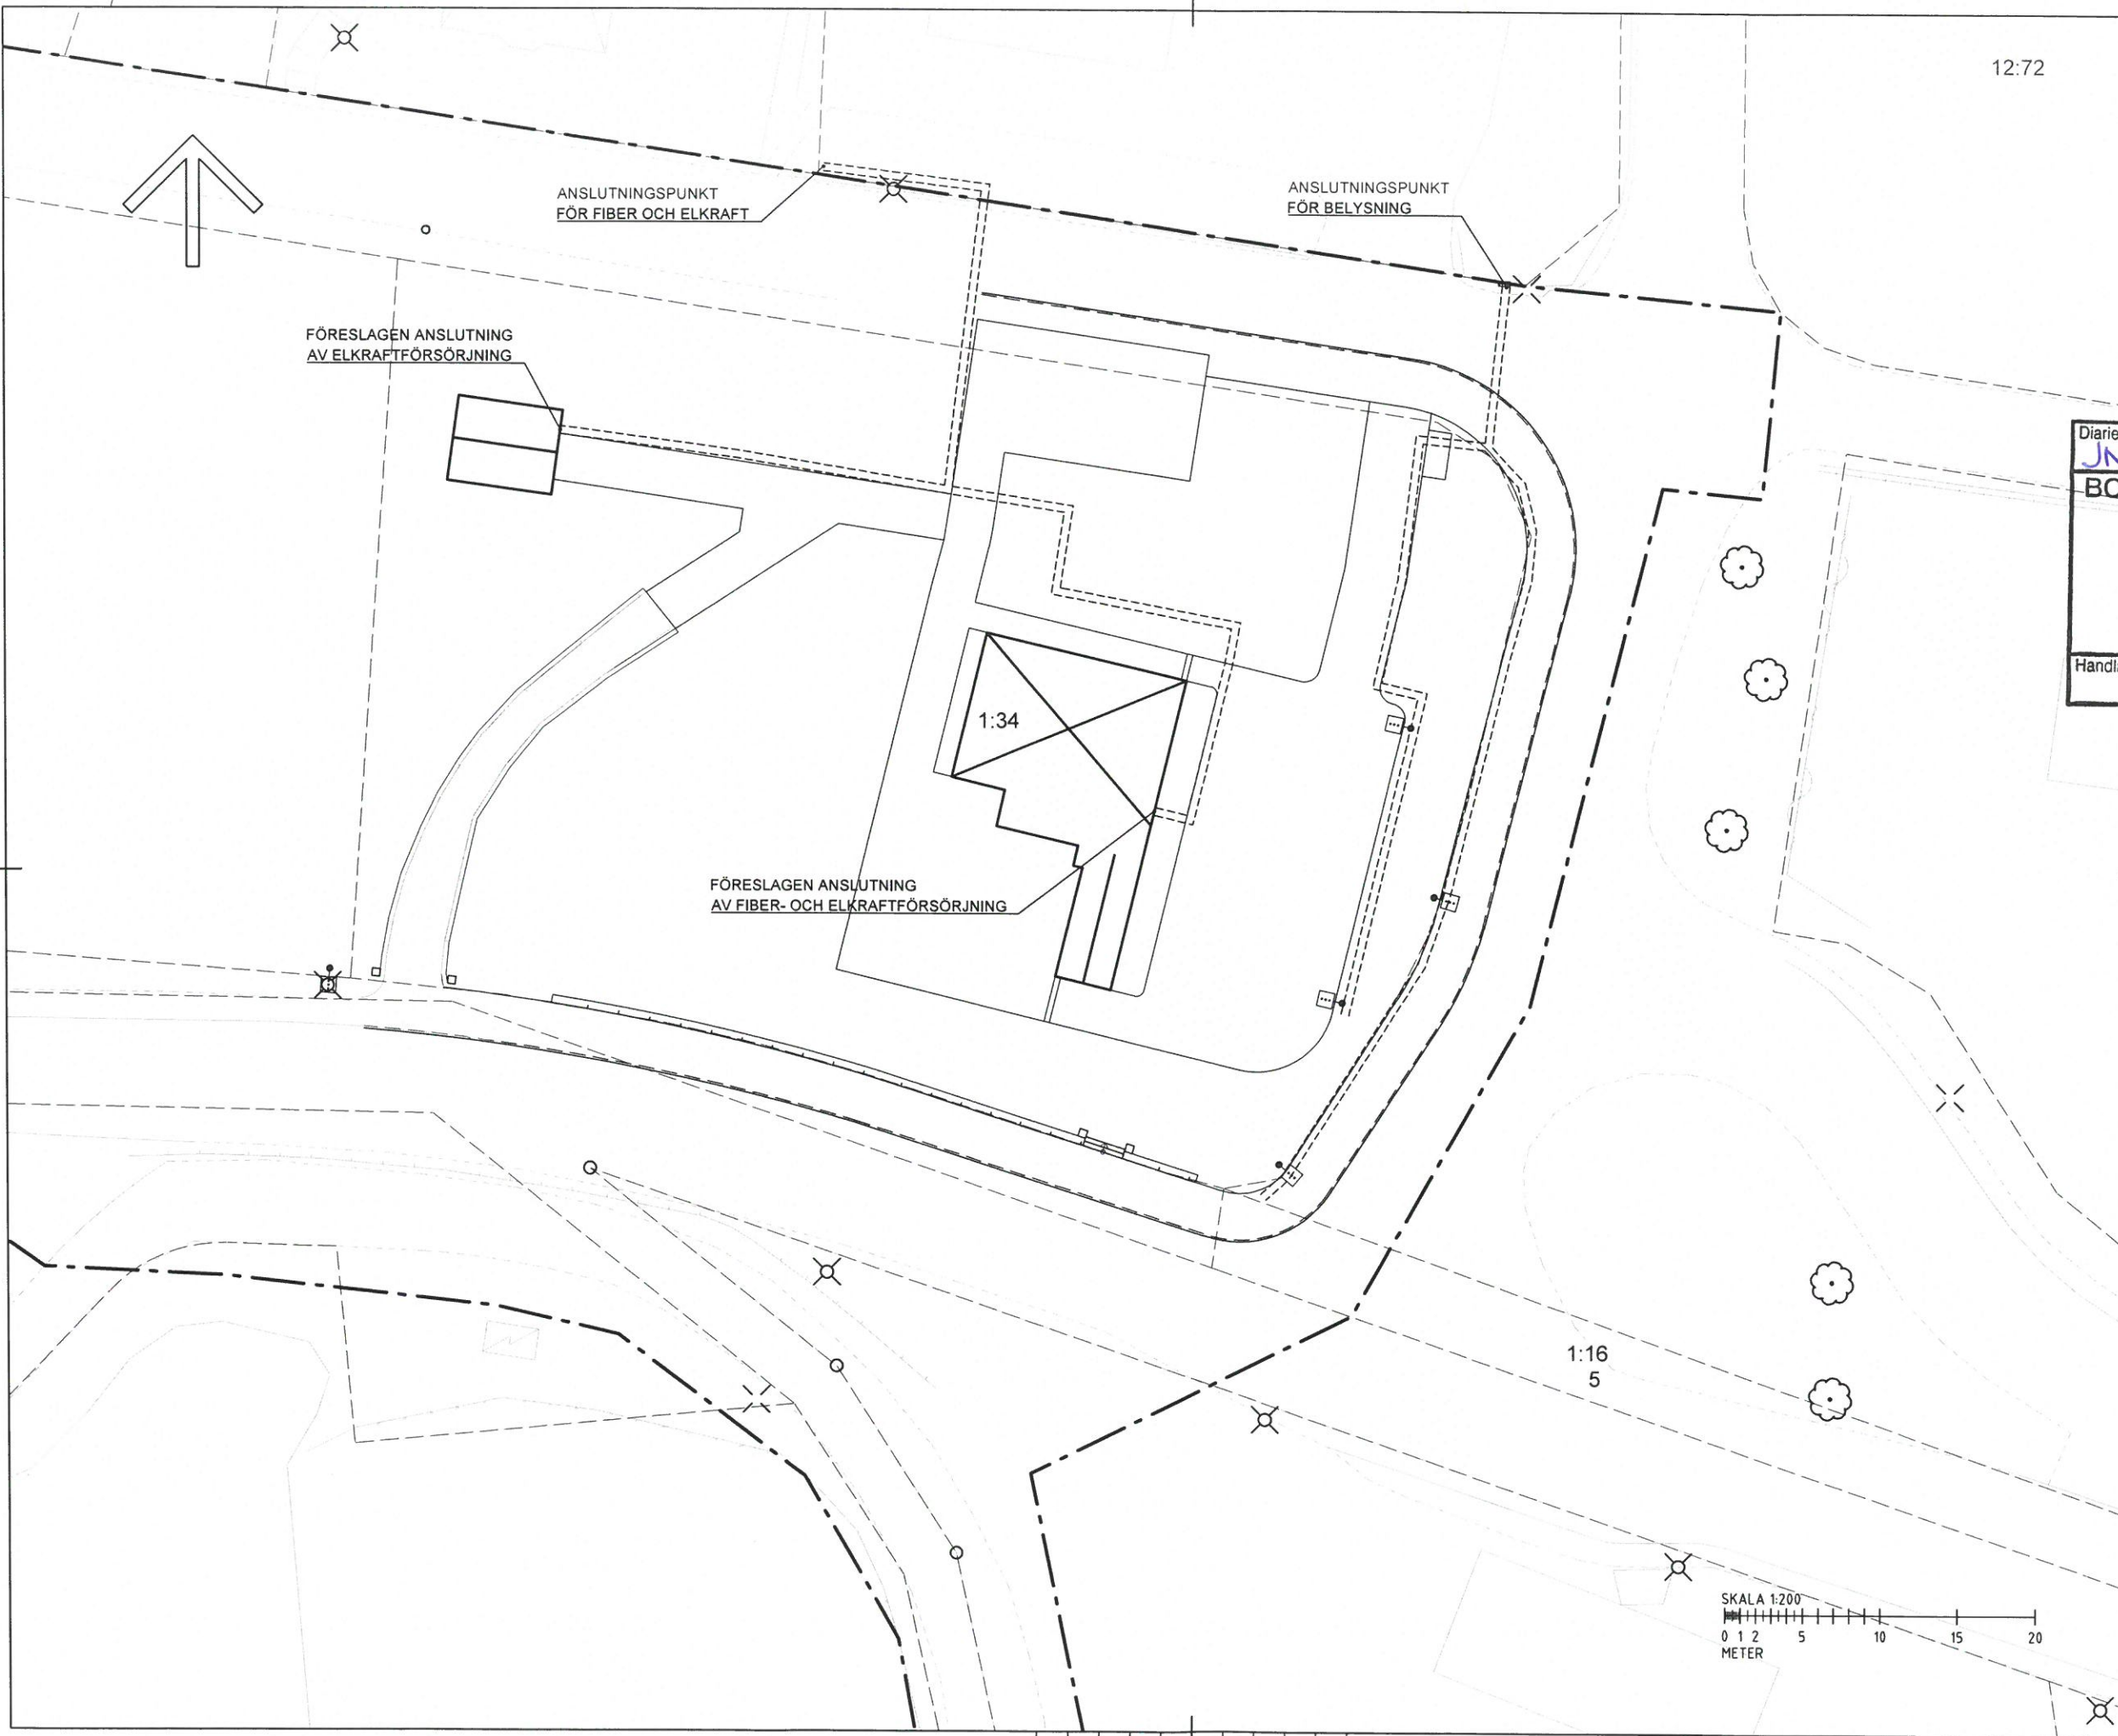 12:72
ANSLUTNINGSPUNKT
FÖR FIBER OCH ELKRAFT
ANSLUTNINGSPUNKT
FÖR BELYSNING
FÖRESLAGEN ANSLUTNING
AV ELKRAFTFÖRSÖRJNING
Diarie
JN
BO
Handla
1:34
FÖRESLAGEN ANSLUTNING
AV FIBER- OCH ELKRAFTFÖRSÖRJNING
1:16
5
SKALA 1:200
0 1 2 5 10 15 20
METER